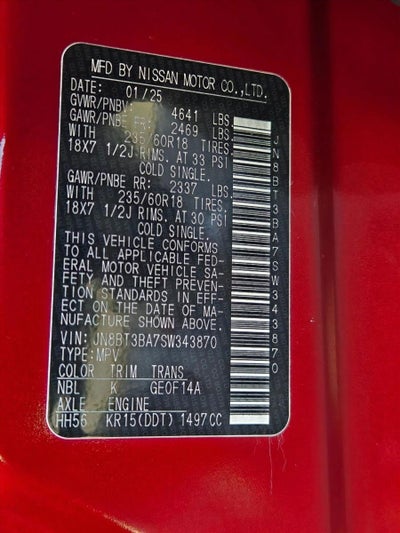 MFD BY NISSAN MOTOR CO.,LTD.
DATE: 01/25
GVWR/PNBV: 4641 LBS
GAWR/PNBE FR: 2469 LBS.
WITH 235/60R18 TIRES.
18X7 1/2J RIMS. AT 33 PSI
COLD SINGLE.
GAWR/PNBE RR: 2337 LBS.
WITH 235/60R18 TIRES.
18X7 1/2J RIMS. AT 30 PSI
COLD SINGLE.
THIS VEHICLE CONFORMS
TO ALL APPLICABLE FED-
ERAL MOTOR VEHICLE SA-
FETY AND THEFT PREVEN-
TION STANDARDS IN EFF-
ECT ON THE DATE OF MA-
NUFACTURE SHOWN ABOVE.
VIN: JN8BT3BA7SW343870
TYPE:MPV
COLOR TRIM TRANS
NBL K GE0F14A
AXLE ENGINE
HH56 KR15(DDT) 1497CC
JN8BT3BA7SW343870